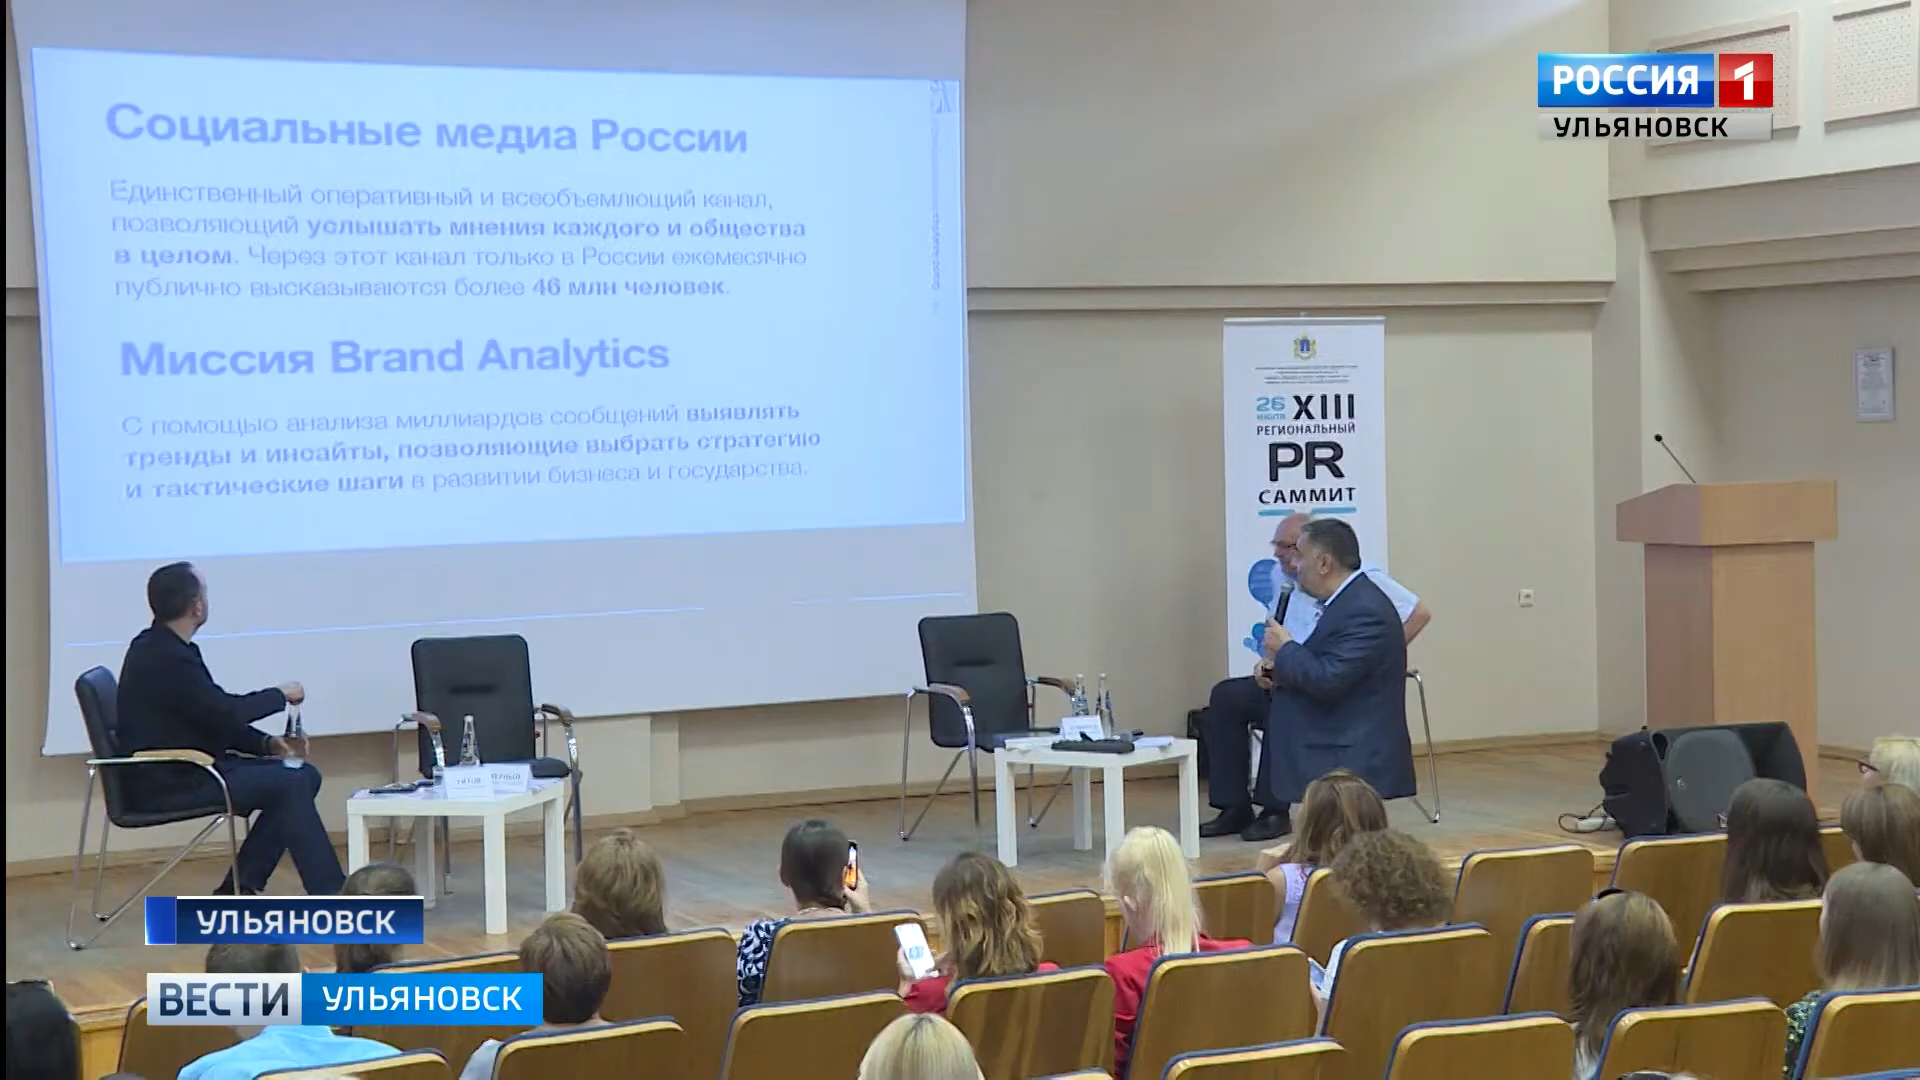 Социальные медиа России
Единственный оперативный и всеобъемлющий канал,
позволяющий услышать мнения каждого и общества
в целом. Через этот канал только в России ежемесячно
публично высказываются более 46 млн человек.
Миссия Brand Analytics
С помощью анализа миллиардов сообщений выявлять
тренды и инсайты, позволяющие выбрать стратегию
и тактические шаги в развитии бизнеса и государства.
РОССИЯ 1
УЛЬЯНОВСК
26 XIII
РЕГИОНАЛЬНЫЙ
PR
САММИТ
УЛЬЯНОВСК
ВЕСТИ УЛЬЯНОВСК